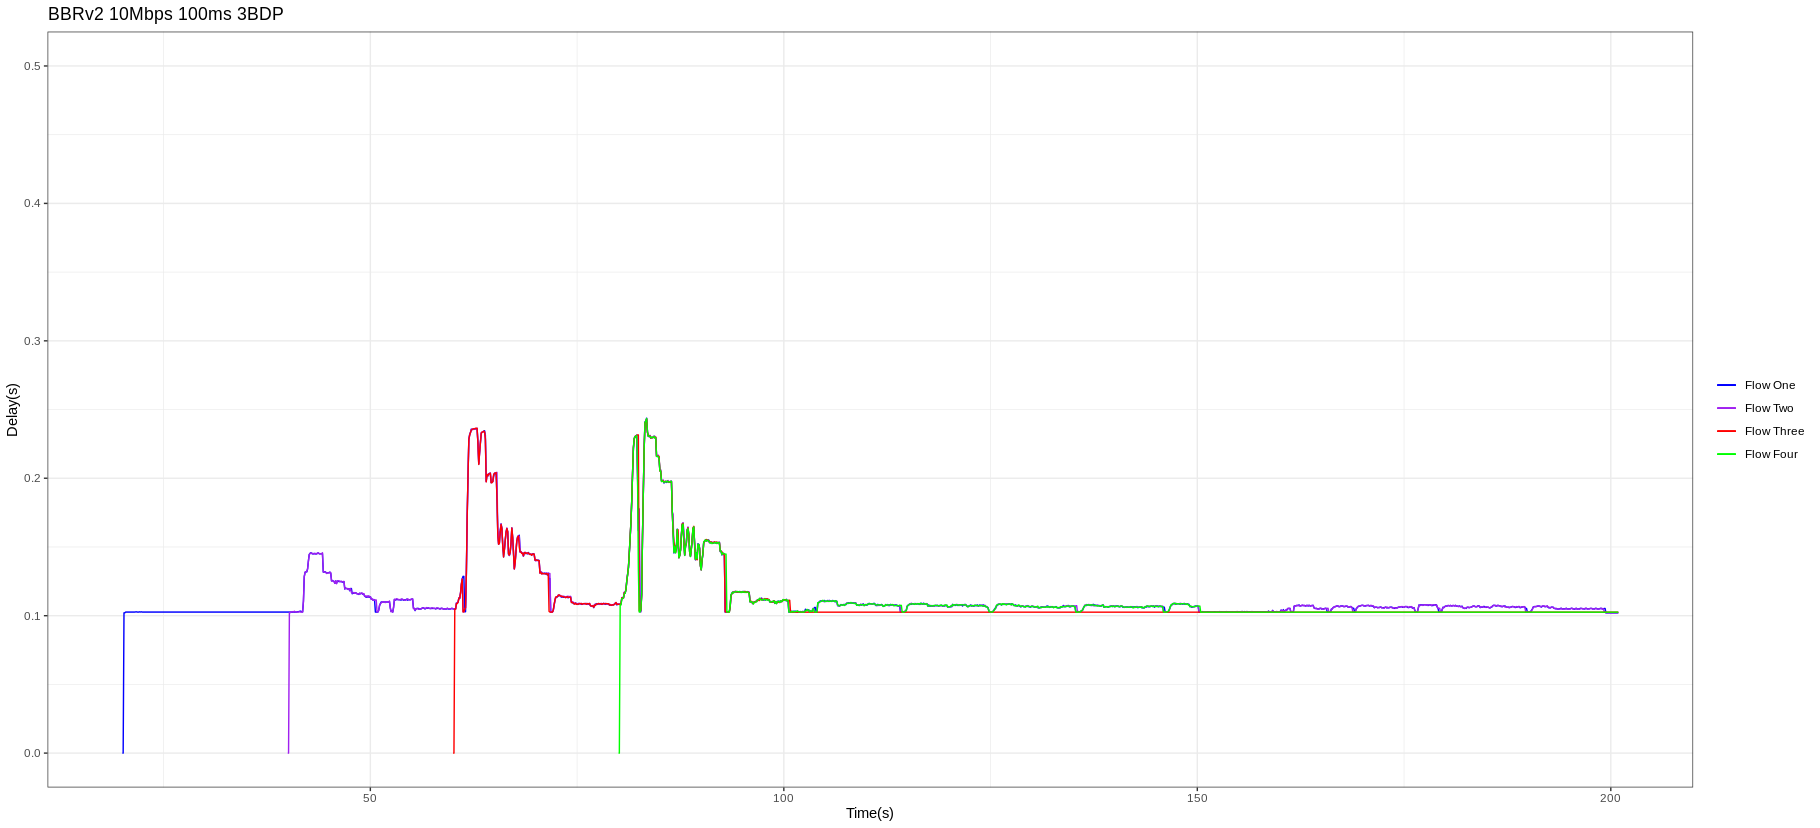 BBRv2 10Mbps 100ms 3BDP
0.5
0.4
0.3
0.2
0.1
0.0
Delay(s)
50
100
150
200
Time(s)
Flow One
Flow Two
Flow Three
Flow Four